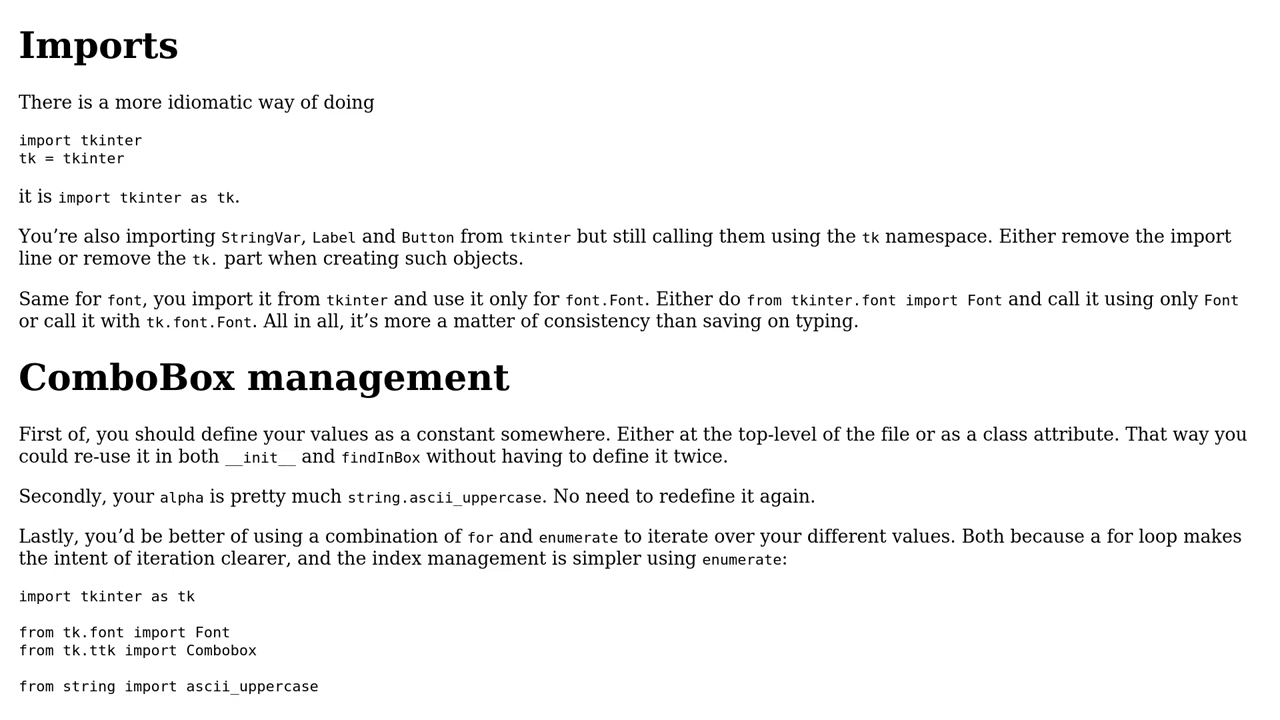 Imports
There is a more idiomatic way of doing
import tkinter
tk = tkinter
it is import tkinter as tk.
You’re also importing StringVar, Label and Button from tkinter but still calling them using the tk namespace. Either remove the import
line or remove the tk. part when creating such objects.
Same for font, you import it from tkinter and use it only for font.Font. Either do from tkinter.font import Font and call it using only Font
or call it with tk.font.Font. All in all, it’s more a matter of consistency than saving on typing.
ComboBox management
First of, you should define your values as a constant somewhere. Either at the top-level of the file or as a class attribute. That way you
could re-use it in both __init__ and findInBox without having to define it twice.
Secondly, your alpha is pretty much string.ascii_uppercase. No need to redefine it again.
Lastly, you’d be better of using a combination of for and enumerate to iterate over your different values. Both because a for loop makes
the intent of iteration clearer, and the index management is simpler using enumerate:
import tkinter as tk
from tk.font import Font
from tk.ttk import Combobox
from string import ascii_uppercase